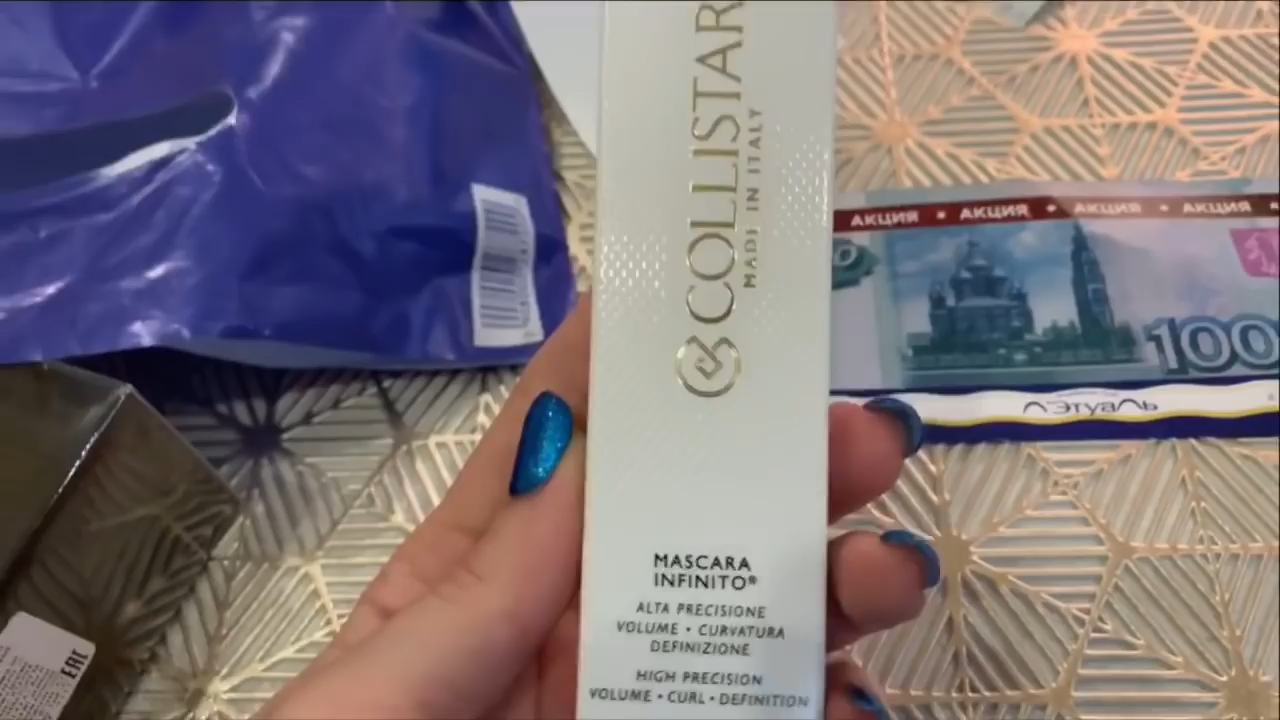 COLLISTAR
MADE IN ITALY
MASCARA
INFINITO®
ALTA PRECISIONE
VOLUME • CURVATURA
DEFINIZIONE
HIGH PRECISION
VOLUME • CURL • DEFINITION
АКЦИЯ • АКЦИЯ • АКЦИЯ • АКЦИЯ
100
Л'Этуаль
EAC